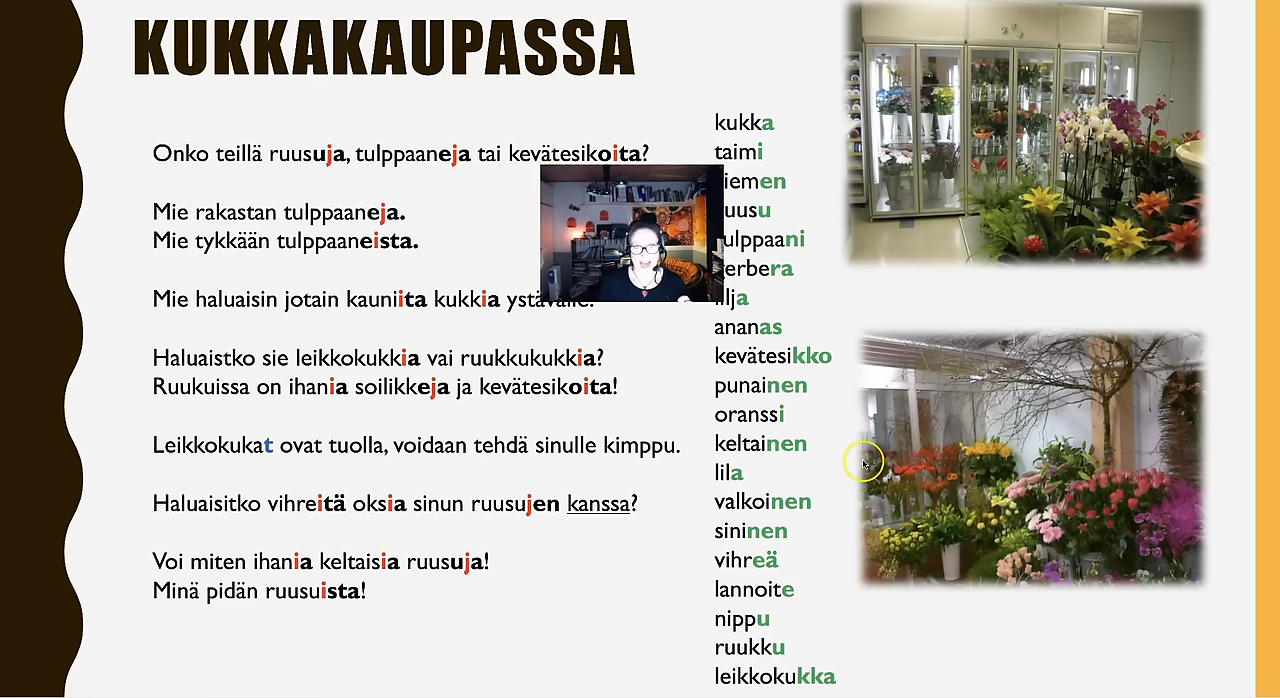 KUKKAKAUPASSA
Onko teillä ruusuja, tulppaaneja tai kevätesikoita?
Mie rakastan tulppaaneja.
Mie tykkään tulppaaneista.
Mie haluaisin jotain kauniita kukkia
Haluaistko sie leikkokukkia vai ruukkukukkia?
Ruukuissa on ihania soilikkeja ja kevätesikoita!
Leikkokukat ovat tuolla, voidaan tehdä sinulle kimppu.
Haluaisitko vihreitä oksia sinun ruusujen kanssa?
Voi miten ihania keltaisia ruusuja!
Minä pidän ruusuista!
kukka
taimi
ananas
kevätesikko
punainen
oranssi
keltainen
lila
valkoinen
sininen
vihreä
lannoite
nippu
ruukku
leikkokukka